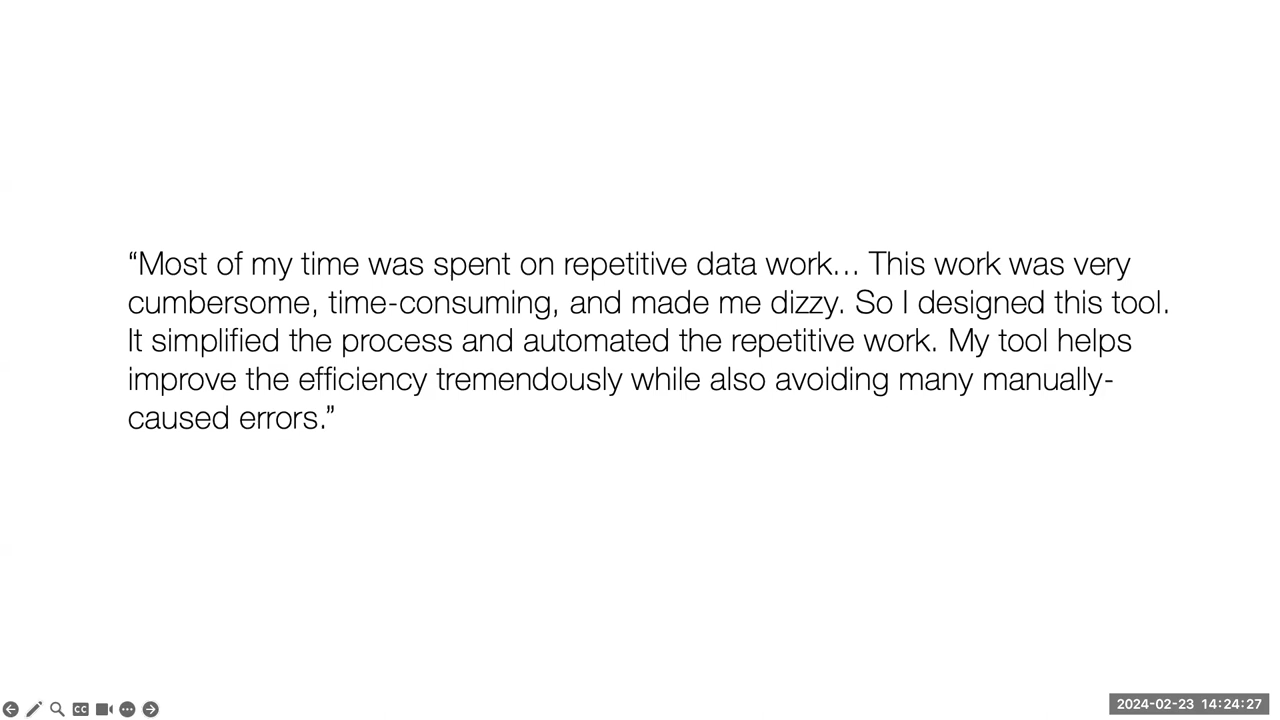 “Most of my time was spent on repetitive data work... This work was very
cumbersome, time-consuming, and made me dizzy. So I designed this tool.
It simplified the process and automated the repetitive work. My tool helps
improve the efficiency tremendously while also avoiding many manually-
caused errors.”
CC
2024-02-23 14:24:27